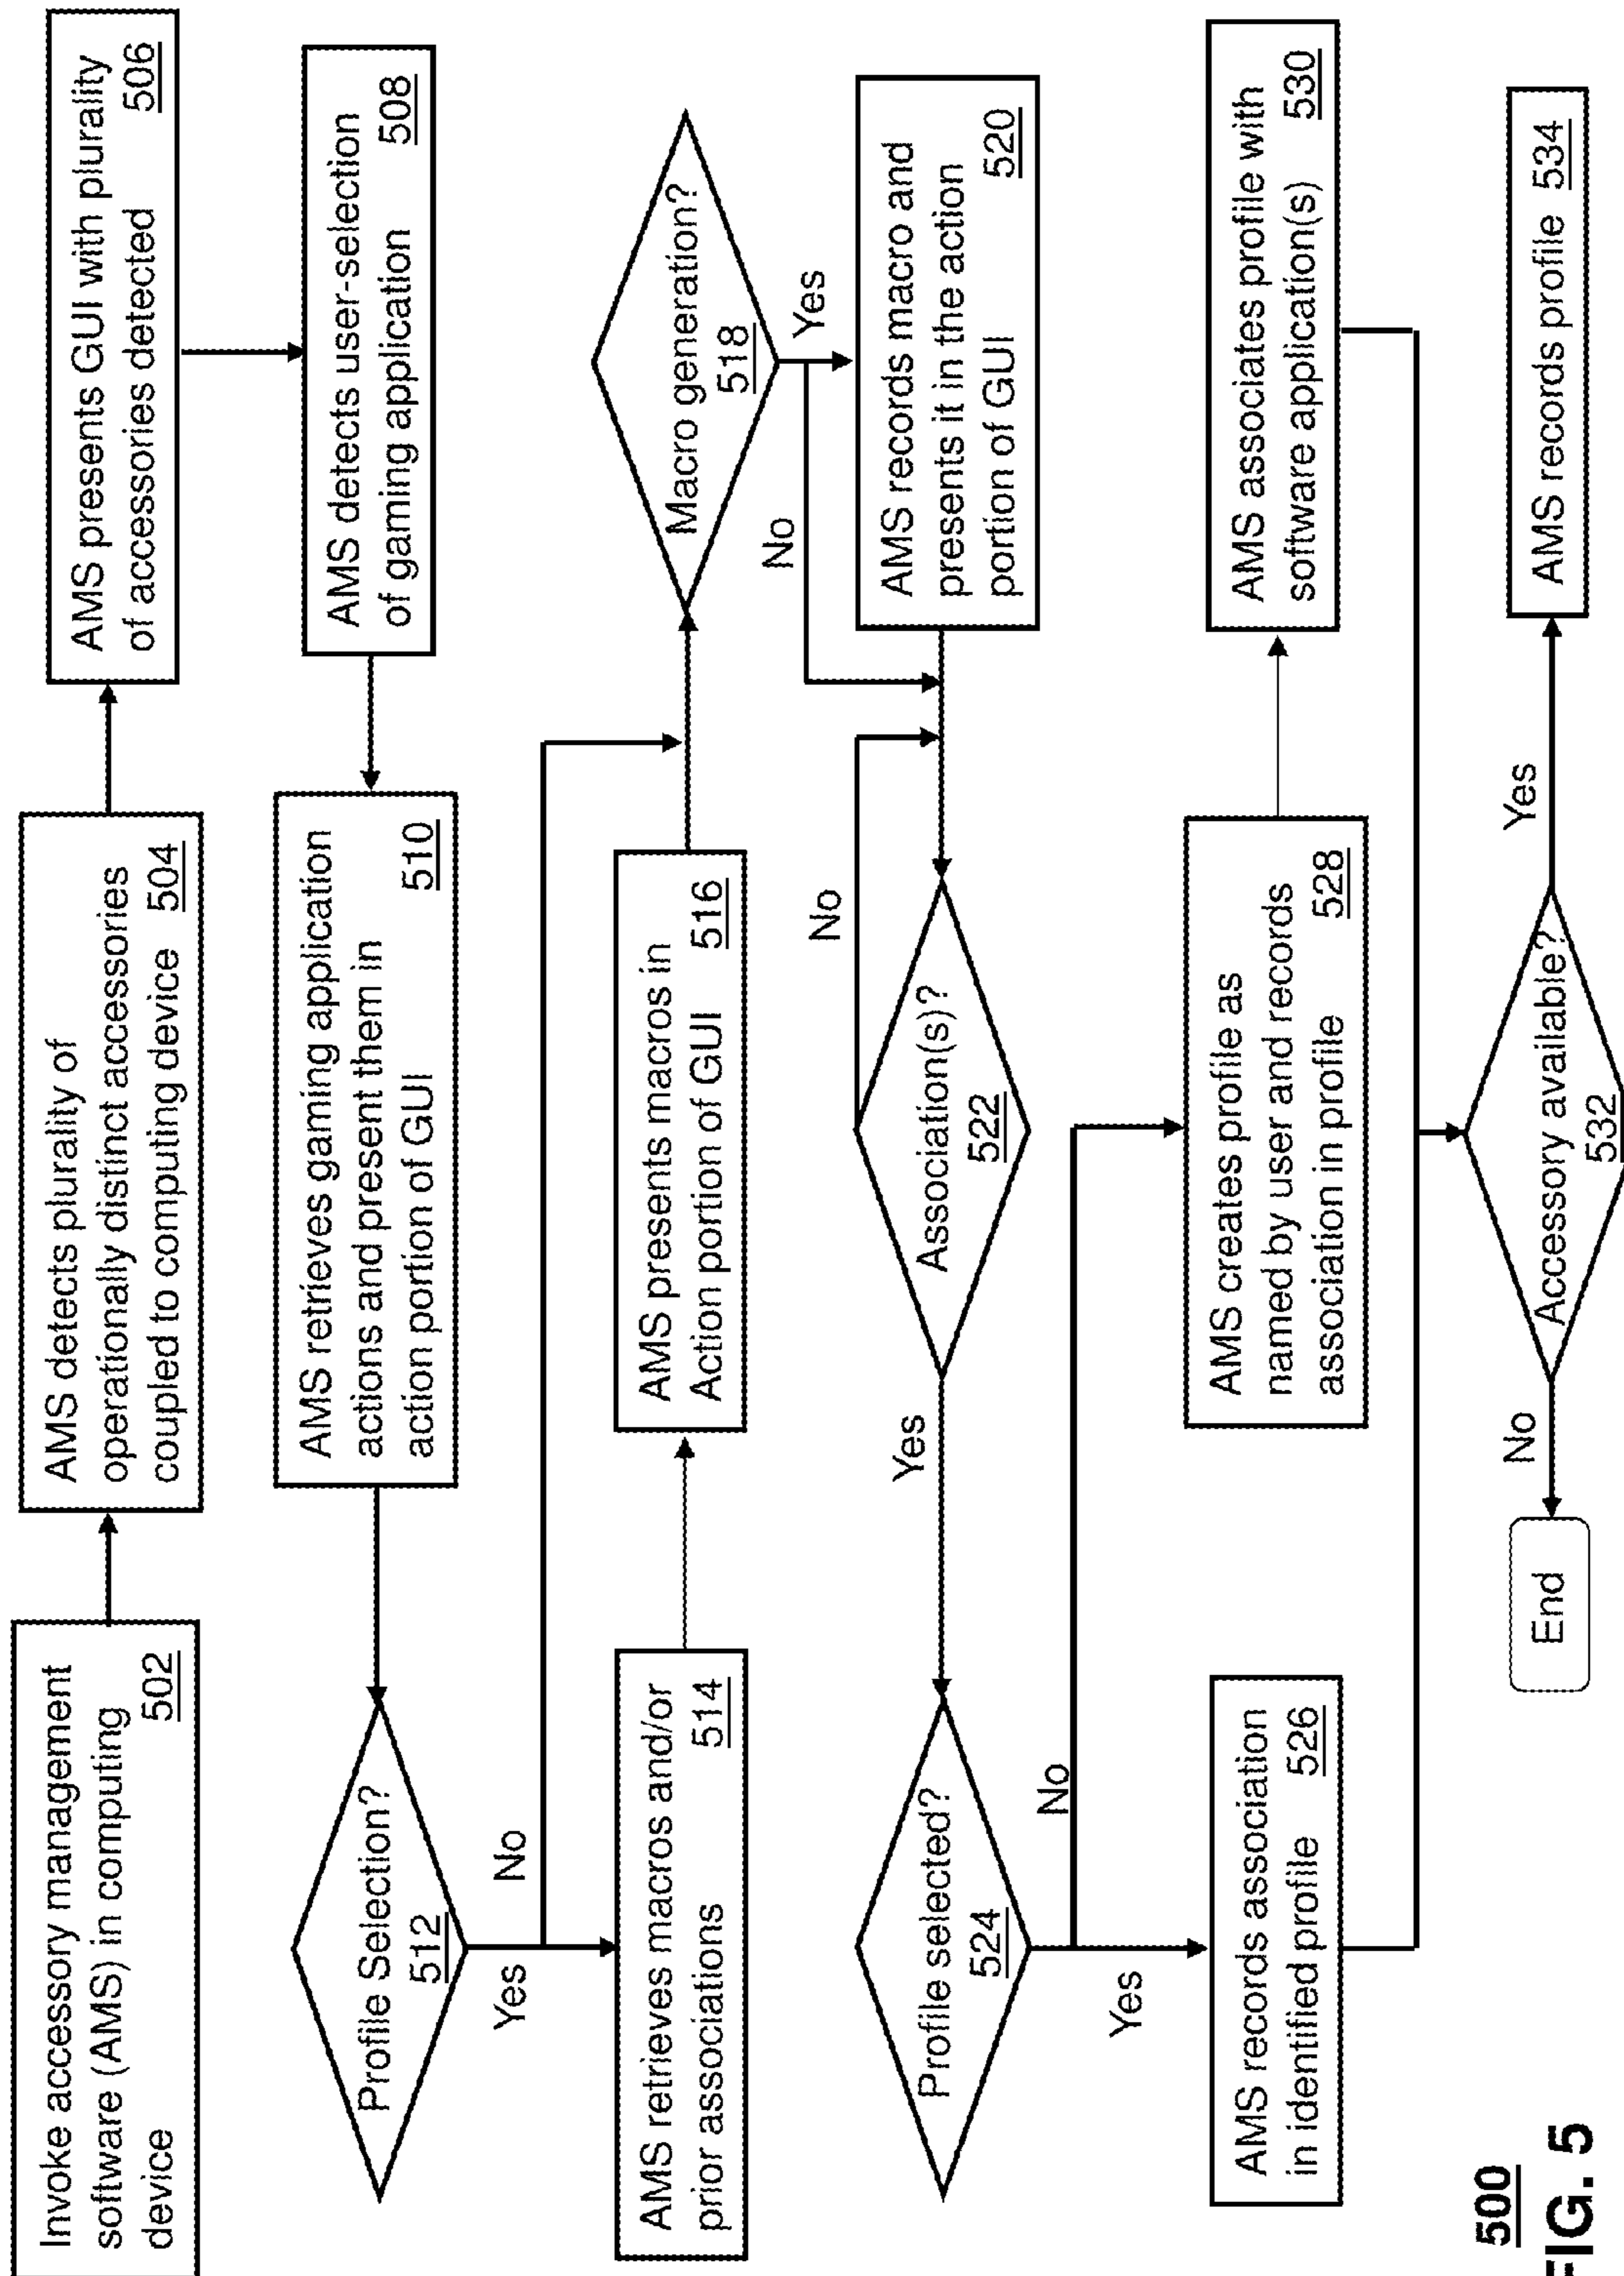 Invoke accessory management
software (AMS) in computing
device 502
AMS detects plurality of
operationally distinct accessories
coupled to computing device 504
AMS presents GUI with plurality
of accessories detected 506
AMS detects user-selection
of gaming application 508
AMS retrieves gaming application
actions and present them in
action portion of GUI 510
Profile Selection?
512
Yes
No
AMS retrieves macros and/or
prior associations 514
AMS presents macros in
Action portion of GUI 516
Macro generation?
518
Yes
No
AMS records macro and
presents it in the action
portion of GUI 520
Association(s)?
522
No
Yes
Profile selected?
524
No
Yes
AMS records association
in identified profile 526
AMS creates profile as
named by user and records
association in profile 528
AMS associates profile with
software application(s) 530
Accessory available?
532
No
Yes
End
AMS records profile 534
500
FIG. 5